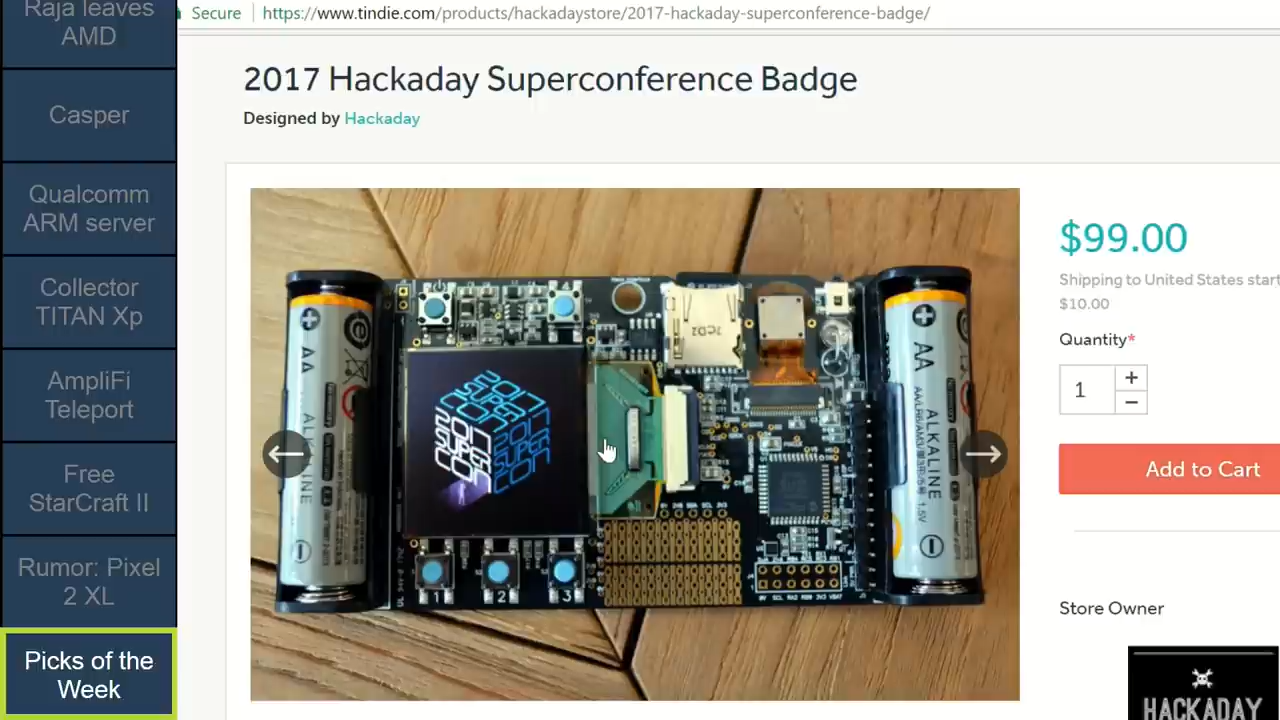 Raja leaves
AMD
Casper
Qualcomm
ARM server
Collector
TITAN Xp
AmpliFi
Teleport
Free
StarCraft II
Rumor: Pixel
2 XL
Picks of the
Week
Secure
https://www.tindie.com/products/hackadaystore/2017-hackaday-superconference-badge/
2017 Hackaday Superconference Badge
Designed by Hackaday
AA
ALKALINE
4
1
2
3
AA
ALKALINE
1.5V
$99.00
Shipping to United States start
$10.00
Quantity*
1
Add to Cart
Store Owner
HACKADAY